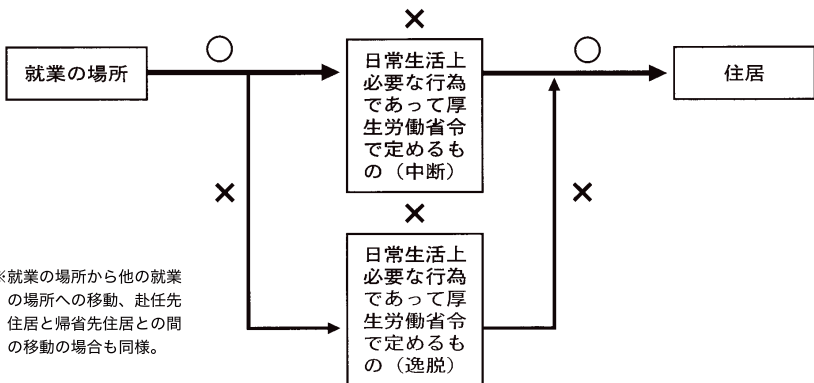 ×
○
○
就業の場所
日常生活上
必要な行為
であって厚
生労働省令
で定めるも
の（中断）
住居
×
×
×
日常生活上
必要な行為
であって厚
生労働省令
で定めるも
の（逸脱）
※就業の場所から他の就業
の場所への移動、赴任先
住居と帰省先住居との間
の移動の場合も同様。